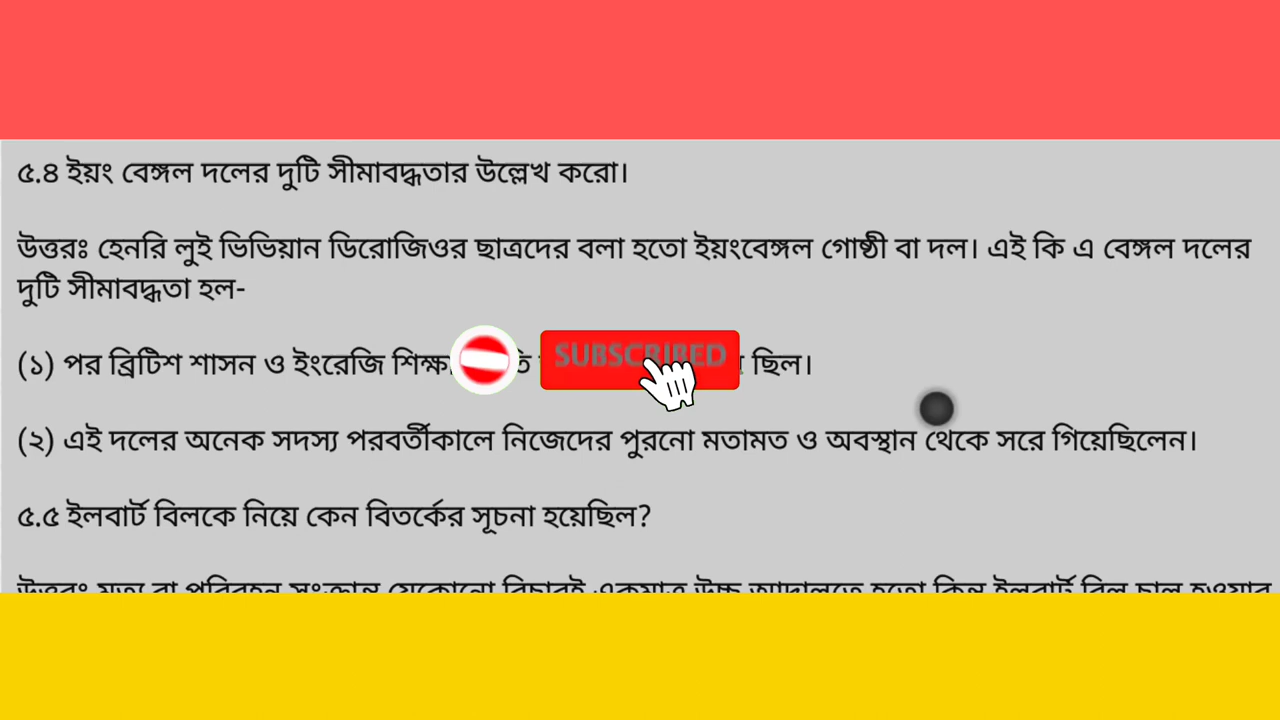 ৫.৪ ইয়ং বেঙ্গল দলের দুটি সীমাবদ্ধতার উল্লেখ করো।
উত্তরঃ হেনরি লুই ভিভিয়ান ডিরোজিওর ছাত্রদের বলা হতো ইয়ংবেঙ্গল গোষ্ঠী বা দল। এই কি এ বেঙ্গল দলের
দুটি সীমাবদ্ধতা হল-
(১) পর ব্রিটিশ শাসন ও ইংরেজি SUBSCRIBED ছিল।
(২) এই দলের অনেক সদস্য পরবর্তীকালে নিজেদের পুরনো মতামত ও অবস্থান থেকে সরে গিয়েছিলেন।
৫.৫ ইলবার্ট বিলকে নিয়ে কেন বিতর্কের সূচনা হয়েছিল?